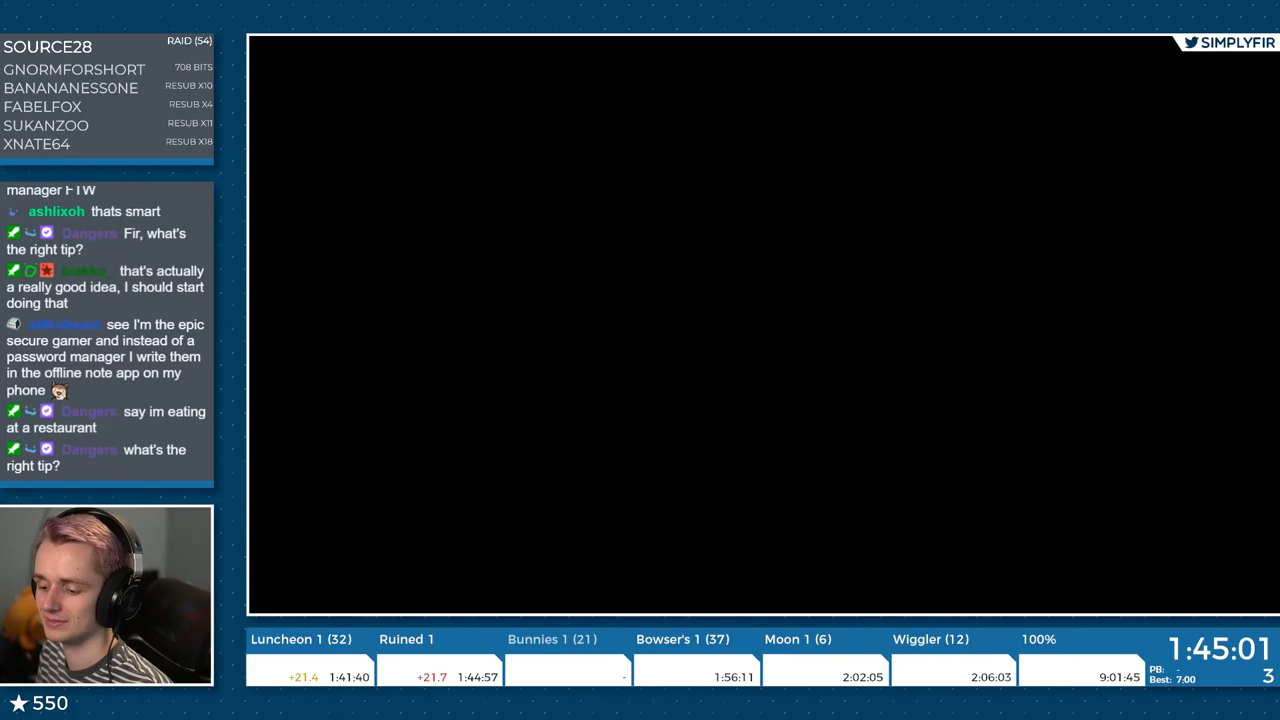 SOURCE28 RAID (54)
GNORMFORSHORT 708 BITS
BANANANESS0NE RESUB X10
FABELFOX RESUB X4
SUKANZOO RESUB X11
XNATE64 RESUB X18
manager FTW
ashlixoh thats smart
Dangers Fir, what's
the right tip?
that's actually
a really good idea, I should start
doing that
see I'm the epic
secure gamer and instead of a
password manager I write them
in the offline note app on my
phone
Dangers say im eating
at a restaurant
Dangers what's the
right tip?
SIMPLYFIR
Luncheon 1 (32) Ruined 1 Bunnies 1 (21) Bowser's 1 (37) Moon 1 (6) Wiggler (12) 100%
+21.4 1:41:40 +21.7 1:44:57 - 1:56:11 2:02:05 2:06:03 9:01:45
1:45:01
PB: -
Best: 7:00 3
★ 550